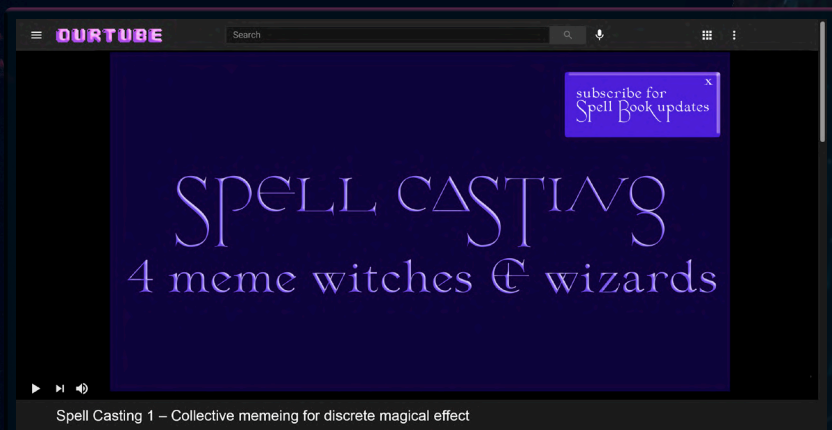 OURTUBE
Search
x
subscribe for
Spell Book updates
SPELL CASTING
4 meme witches & wizards
Spell Casting 1 – Collective memeing for discrete magical effect